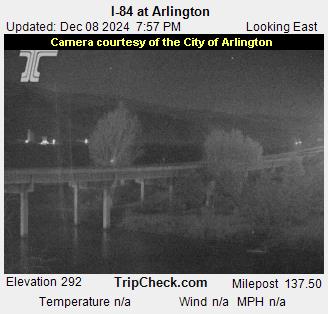 I-84 at Arlington
Updated: Dec 08 2024 7:57 PM Looking East
Camera courtesy of the City of Arlington
Elevation 292 TripCheck.com Milepost 137.50
Temperature n/a Wind n/a MPH n/a